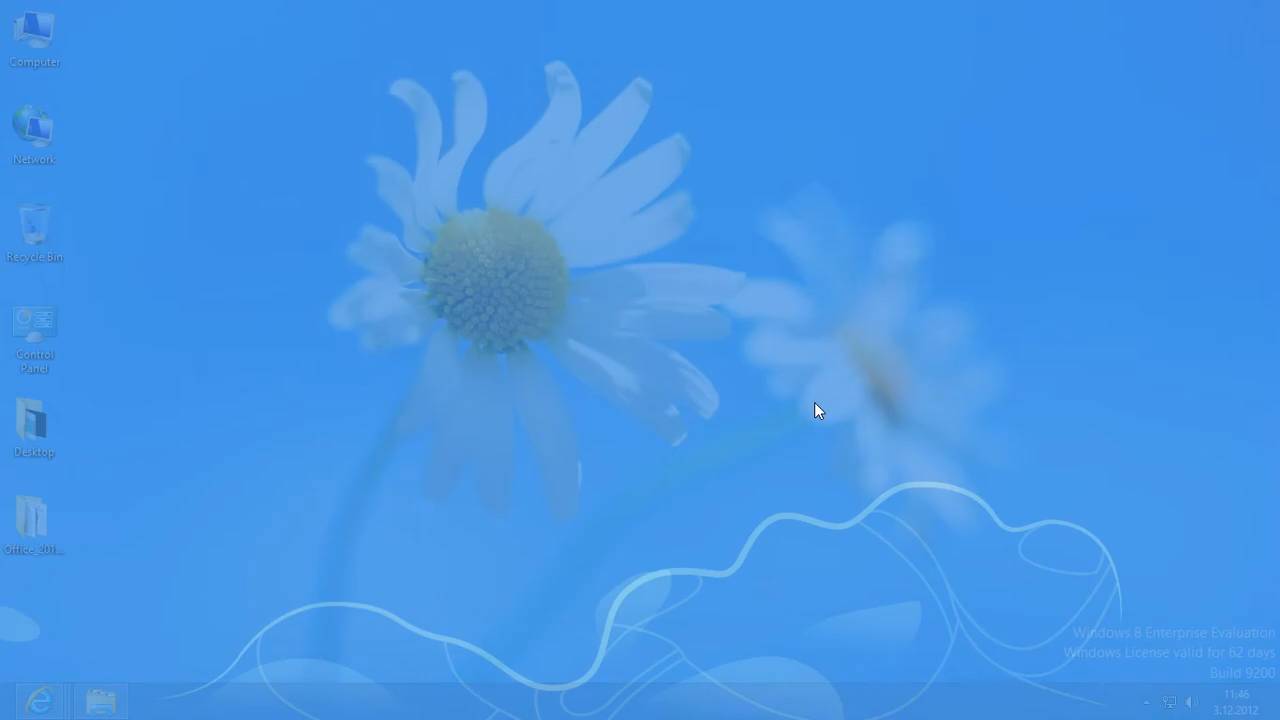 Computer
Network
Recycle Bin
Control
Panel
Desktop
Office_201...
Windows 8 Enterprise Evaluation
Windows License valid for 62 days
Build 9200
11:46
3.12.2012